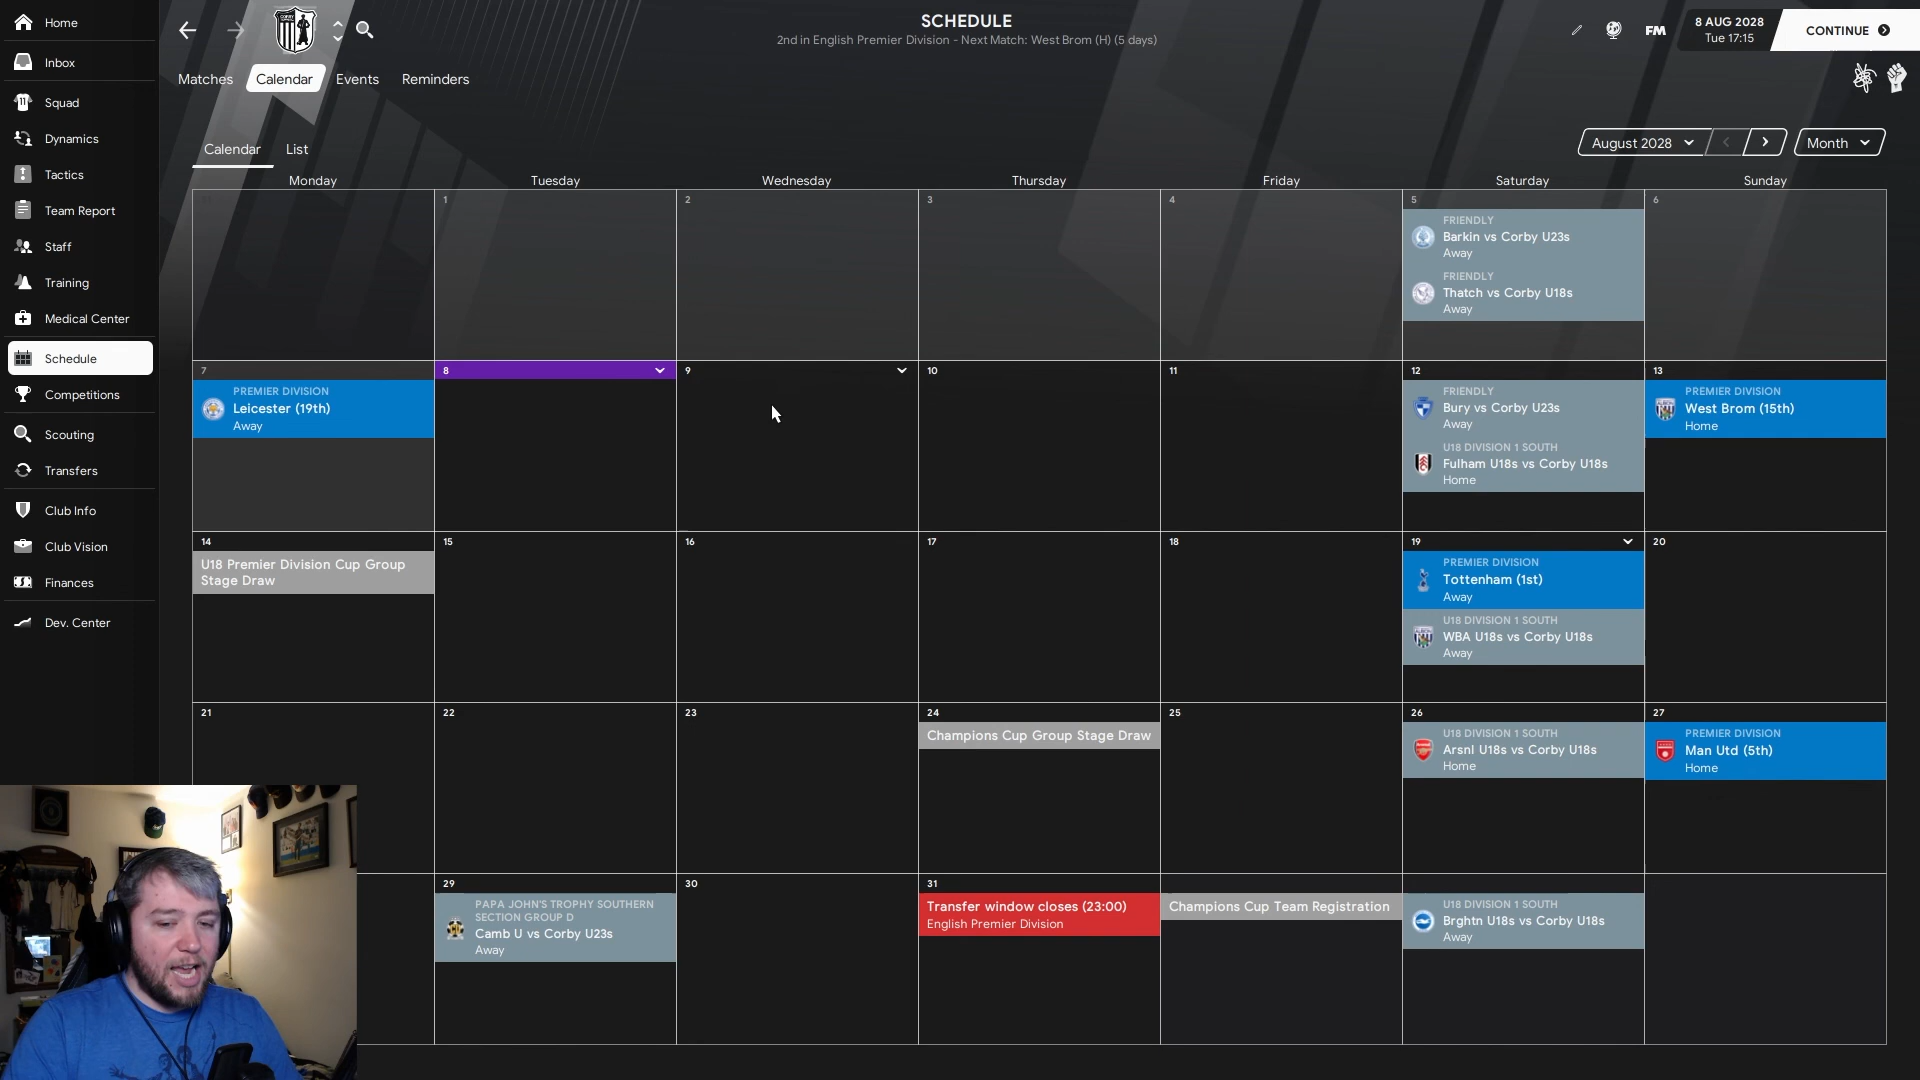 Home
SCHEDULE
2nd in English Premier Division - Next Match: West Brom (H) (5 days)
FM
8 AUG 2028
Tue 17:15
CONTINUE
Inbox
Matches
Calendar
Events
Reminders
Squad
Dynamics
Tactics
Team Report
Staff
Training
Medical Center
Schedule
Competitions
Scouting
Transfers
Club Info
Club Vision
Finances
Dev. Center
Calendar
List
August 2028
Month
Monday
Tuesday
Wednesday
Thursday
Friday
Saturday
Sunday
1
2
3
4
5
FRIENDLY
Barkin vs Corby U23s
Away
FRIENDLY
Thatch vs Corby U18s
Away
6
7
PREMIER DIVISION
Leicester (19th)
Away
8
9
10
11
12
FRIENDLY
Bury vs Corby U23s
Away
U18 DIVISION 1 SOUTH
Fulham U18s vs Corby U18s
Home
13
PREMIER DIVISION
West Brom (15th)
Home
14
U18 Premier Division Cup Group
Stage Draw
15
16
17
18
19
PREMIER DIVISION
Tottenham (1st)
Away
U18 DIVISION 1 SOUTH
WBA U18s vs Corby U18s
Away
20
21
22
23
24
Champions Cup Group Stage Draw
25
26
U18 DIVISION 1 SOUTH
Arsnl U18s vs Corby U18s
Home
27
PREMIER DIVISION
Man Utd (5th)
Home
29
PAPA JOHN'S TROPHY SOUTHERN
SECTION GROUP D
Camb U vs Corby U23s
Away
30
31
Transfer window closes (23:00)
English Premier Division
Champions Cup Team Registration
U18 DIVISION 1 SOUTH
Brghtn U18s vs Corby U18s
Away